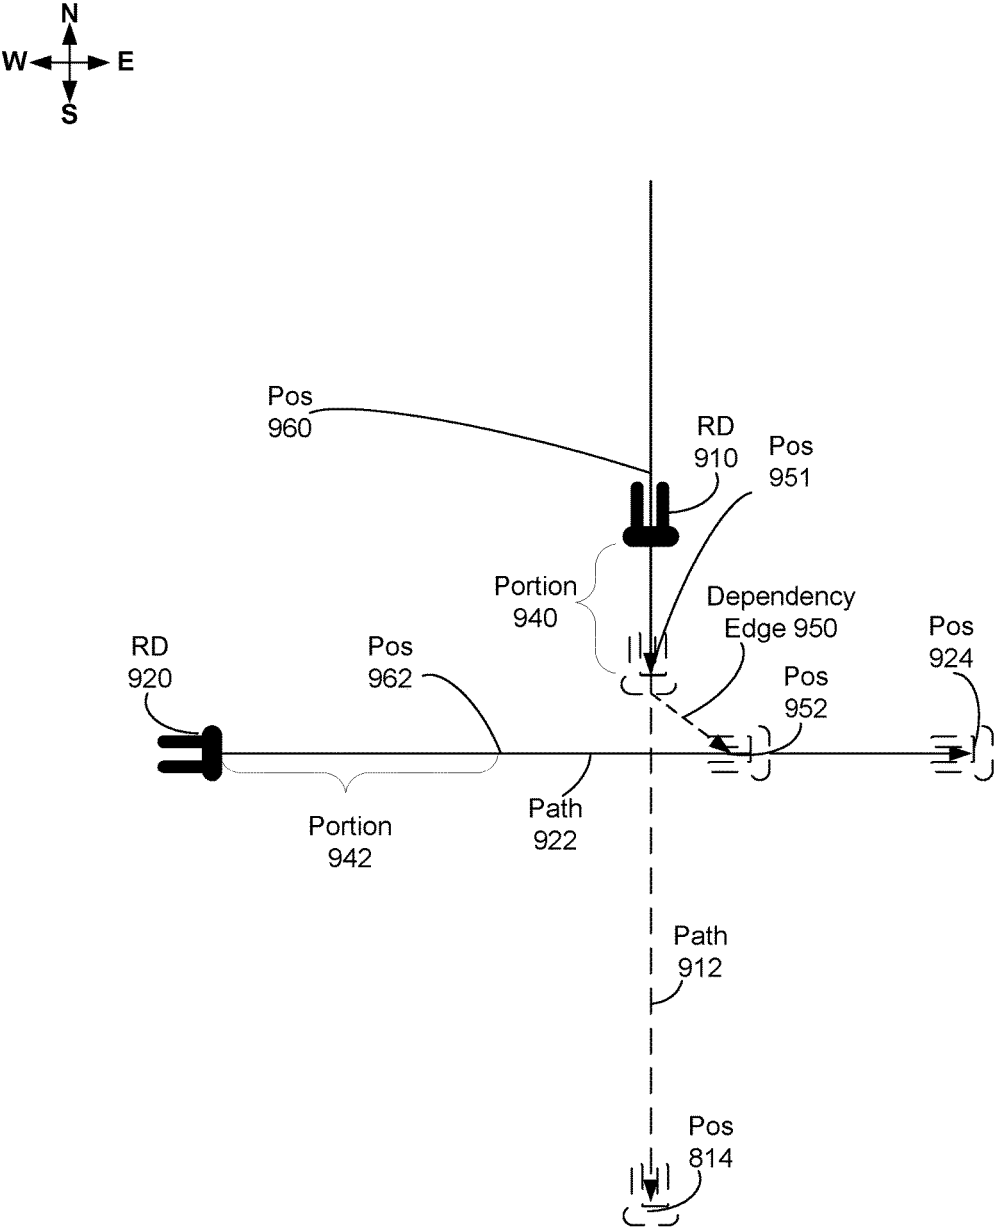 N
W E
S
Pos
960
RD
910
Pos
951
Portion
940
Dependency
Edge 950
RD
920
Pos
962
Pos
952
Pos
924
Portion
942
Path
922
Path
912
Pos
814